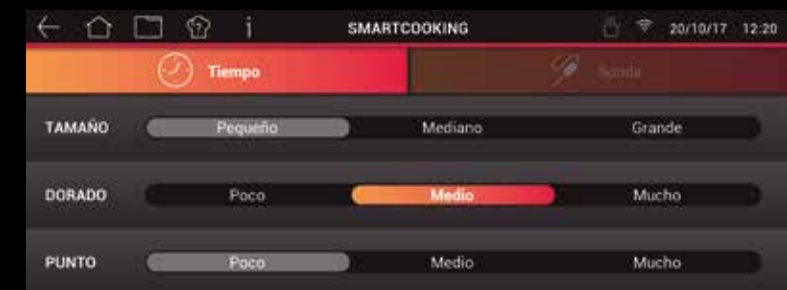 SMARTCOOKING 20/10/17 12:20
Tiempo Sonda
TAMAÑO Pequeño Mediano Grande
DORADO Poco Medio Mucho
PUNTO Poco Medio Mucho